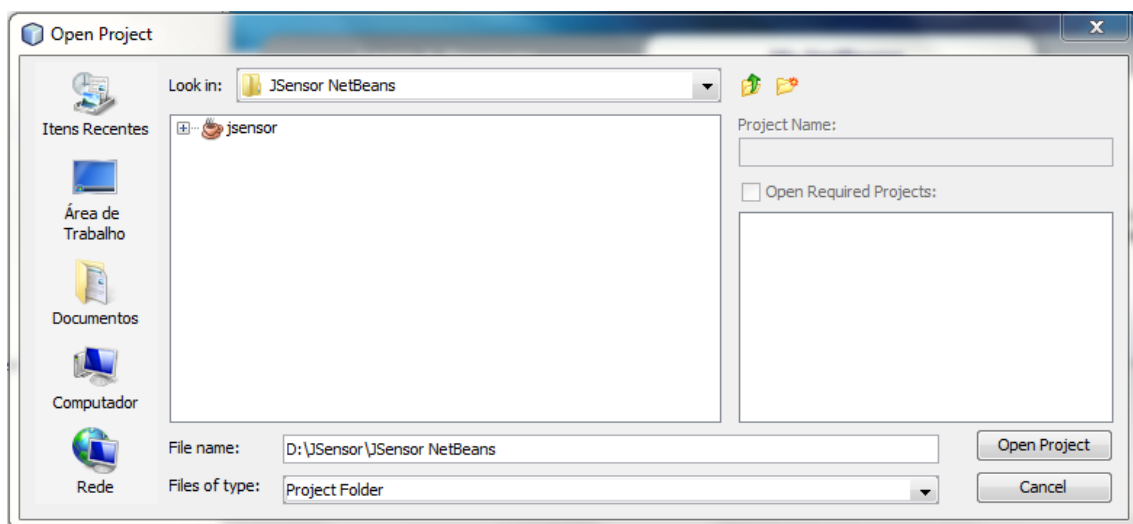 Open Project
X
Look in:
JSensor NetBeans
Itens Recentes
Área de
Trabalho
Documentos
Computador
Rede
jsensor
Project Name:
Open Required Projects:
File name:
D:\JSensor\JSensor NetBeans
Open Project
Files of type:
Project Folder
Cancel